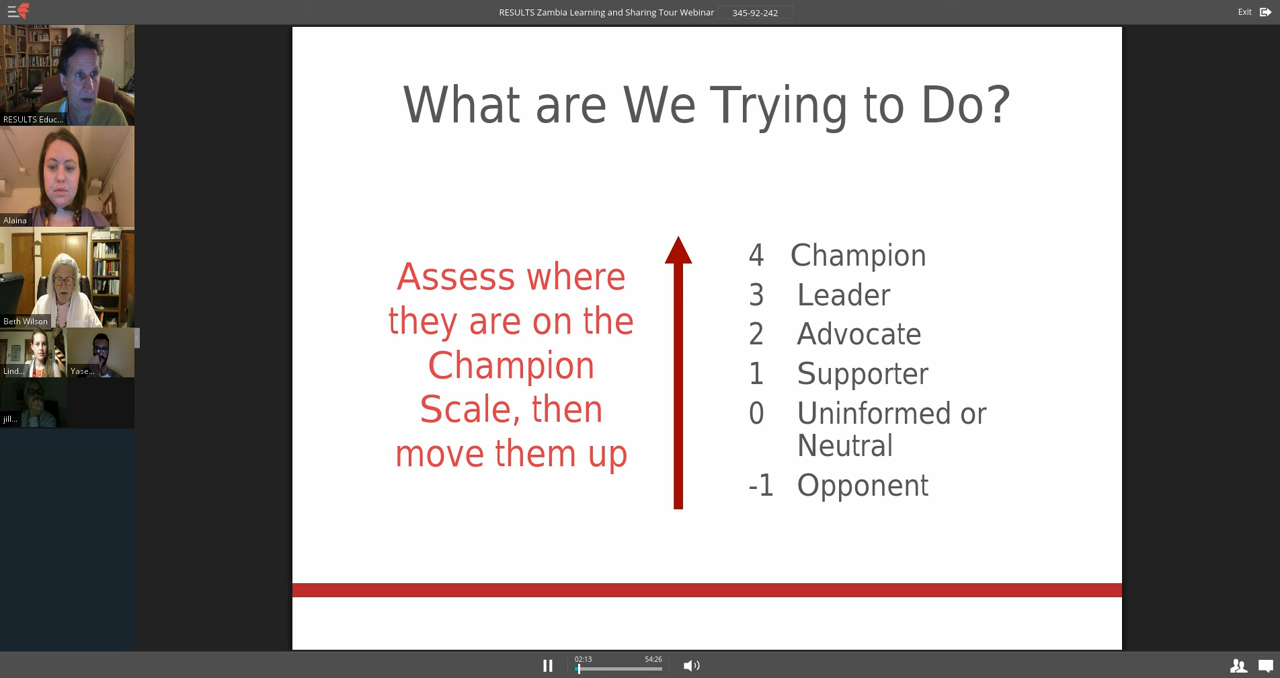 RESULTS Zambia Learning and Sharing Tour Webinar
345-92-242
Exit
RESULTS Educ...
Alaina
Beth Wilson
Lind...
Yase...
jill...
What are We Trying to Do?
Assess where
they are on the
Champion
Scale, then
move them up
4 Champion
3 Leader
2 Advocate
1 Supporter
0 Uninformed or
Neutral
-1 Opponent
02:13
54:26